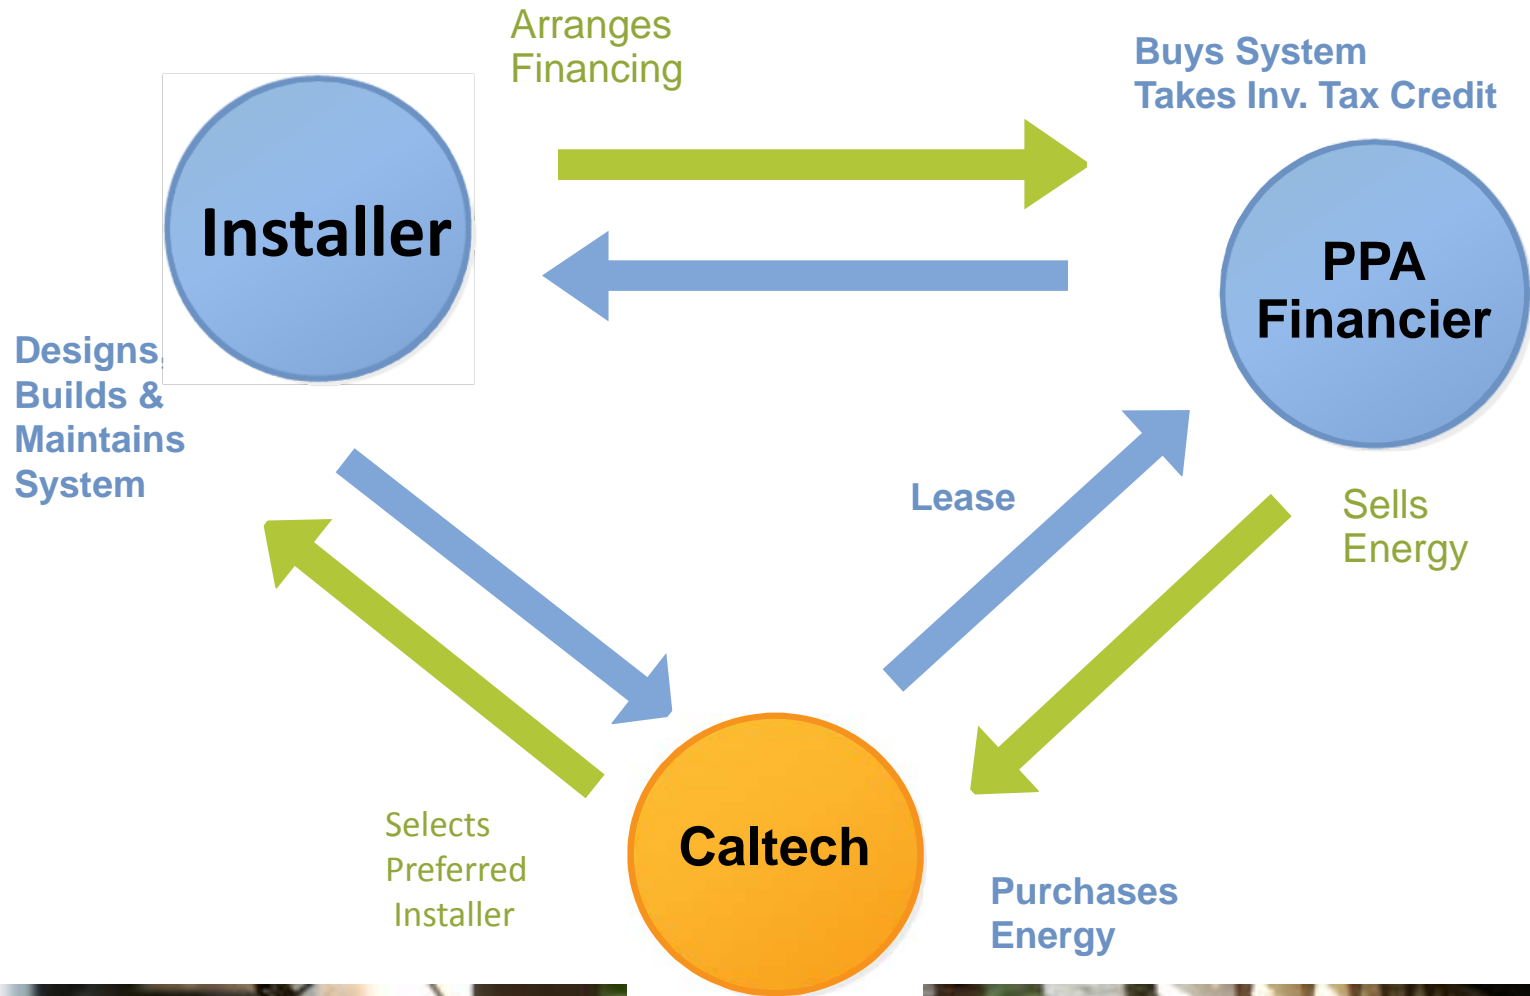 Arranges
Financing
Buys System
Takes Inv. Tax Credit
Installer
PPA
Financier
Designs,
Builds &
Maintains
System
Lease
Sells
Energy
Selects
Preferred
Installer
Caltech
Purchases
Energy